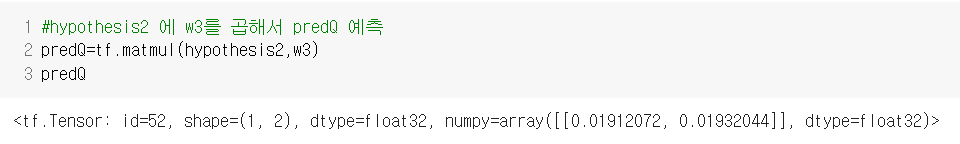 1 #hypothesis2 에 w3를 곱해서 predQ 예측
2 predQ=tf.matmul(hypothesis2,w3)
3 predQ
<tf.Tensor: id=52, shape=(1, 2), dtype=float32, numpy=array([[0.01912072, 0.01932044]], dtype=float32)>